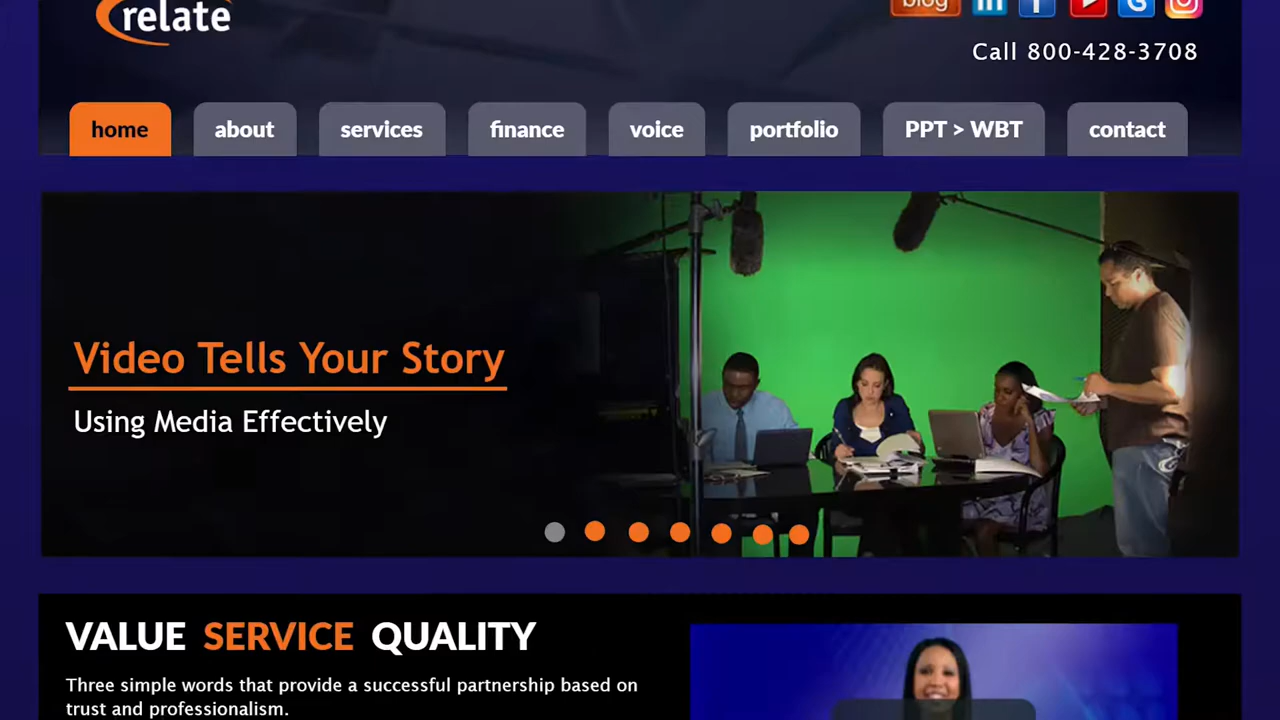 relate
blog
in f
Call 800-428-3708
home about services finance voice portfolio PPT > WBT contact
Video Tells Your Story
Using Media Effectively
VALUE SERVICE QUALITY
Three simple words that provide a successful partnership based on
trust and professionalism.